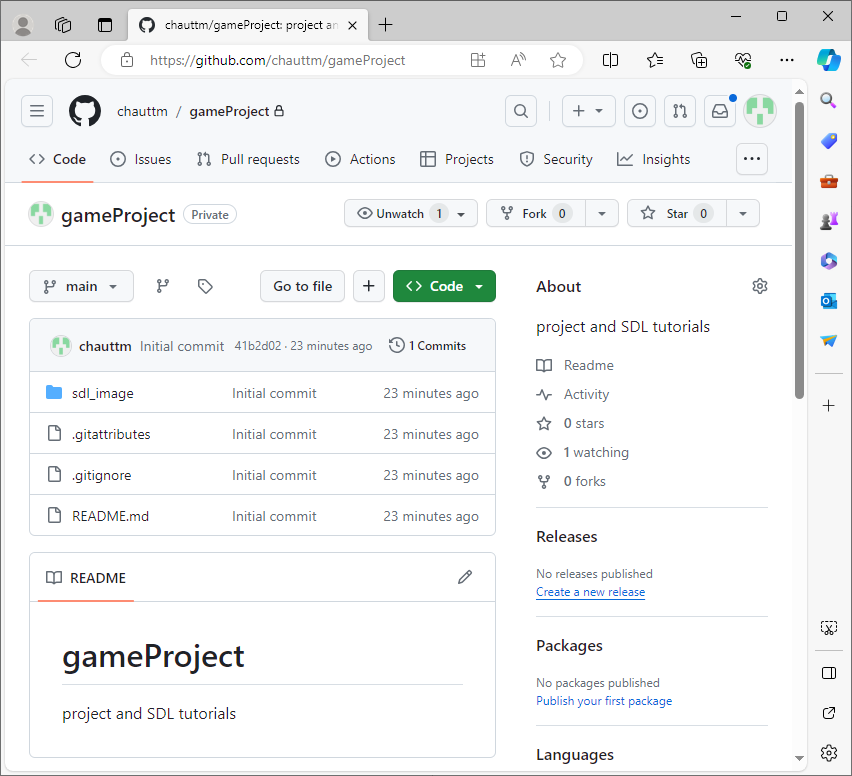 chauttm/gameProject: project an
https://github.com/chauttm/gameProject
chauttm / gameProject
Code Issues Pull requests Actions Projects Security Insights
gameProject Private Unwatch 1 Fork 0 Star 0
main Go to file Code
chauttm Initial commit 41b2d02 · 23 minutes ago 1 Commits
sdl_image Initial commit 23 minutes ago
.gitattributes Initial commit 23 minutes ago
.gitignore Initial commit 23 minutes ago
README.md Initial commit 23 minutes ago
README
gameProject
project and SDL tutorials
About
project and SDL tutorials
Readme
Activity
0 stars
1 watching
0 forks
Releases
No releases published
Create a new release
Packages
No packages published
Publish your first package
Languages